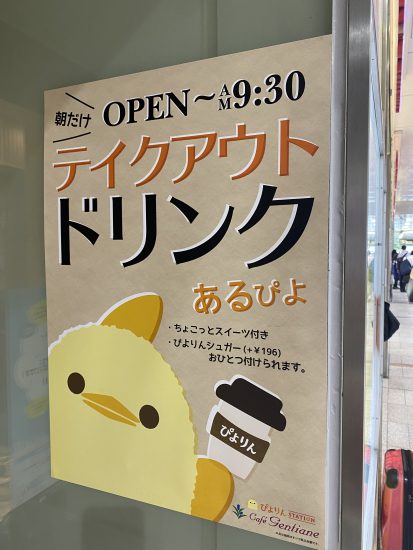 朝だけ
OPEN～AM9:30
テイクアウト
ドリンク
あるぴよ
・ちょこっとスイーツ付き
・ぴよりんシュガー(+￥196)
おひとつ付けられます。
ぴよりん
ぴよりん STATION
Café Gentiane